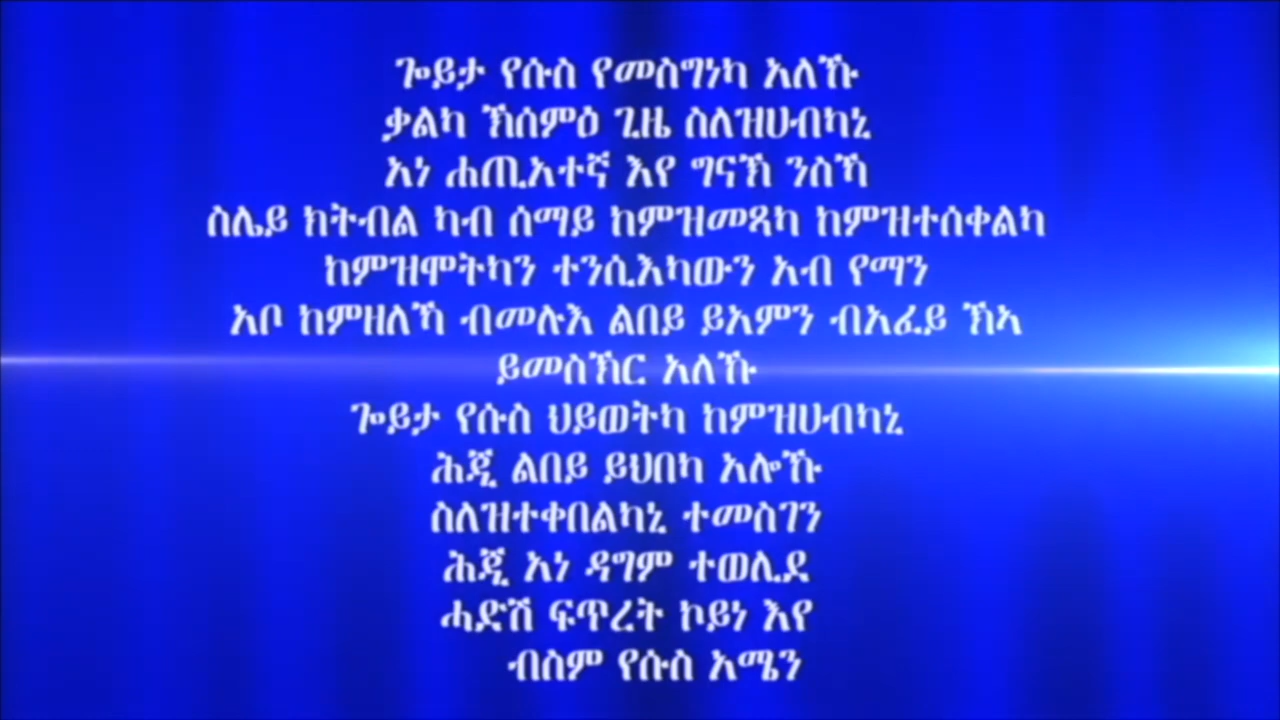 ጐይታ የሱስ የመስግነካ አለኹ
ቃልካ ኽሰምዕ ጊዜ ስለዝሀብካኒ
አነ ሐጢአተኛ እየ ግናኽ ንስኻ
ስሌይ ክትብል ካብ ሰማይ ከምዝመጻካ ከምዝተሰቀልካ
ከምዝሞትካን ተንሲእካውን አብ የማን
አቦ ከምዘለኻ ብመሉእ ልበይ ይአምን ብአፈይ ኽኣ
ይመስኽር አለኹ
ጐይታ የሱስ ህይወትካ ከምዝሀብካኒ
ሕጂ ልበይ ይህበካ አሎኹ
ስለዝተቀበልካኒ ተመስገን
ሕጂ አነ ዳግም ተወሊደ
ሓድሽ ፍጥረት ኮይነ እየ
ብስም የሱስ አሜን